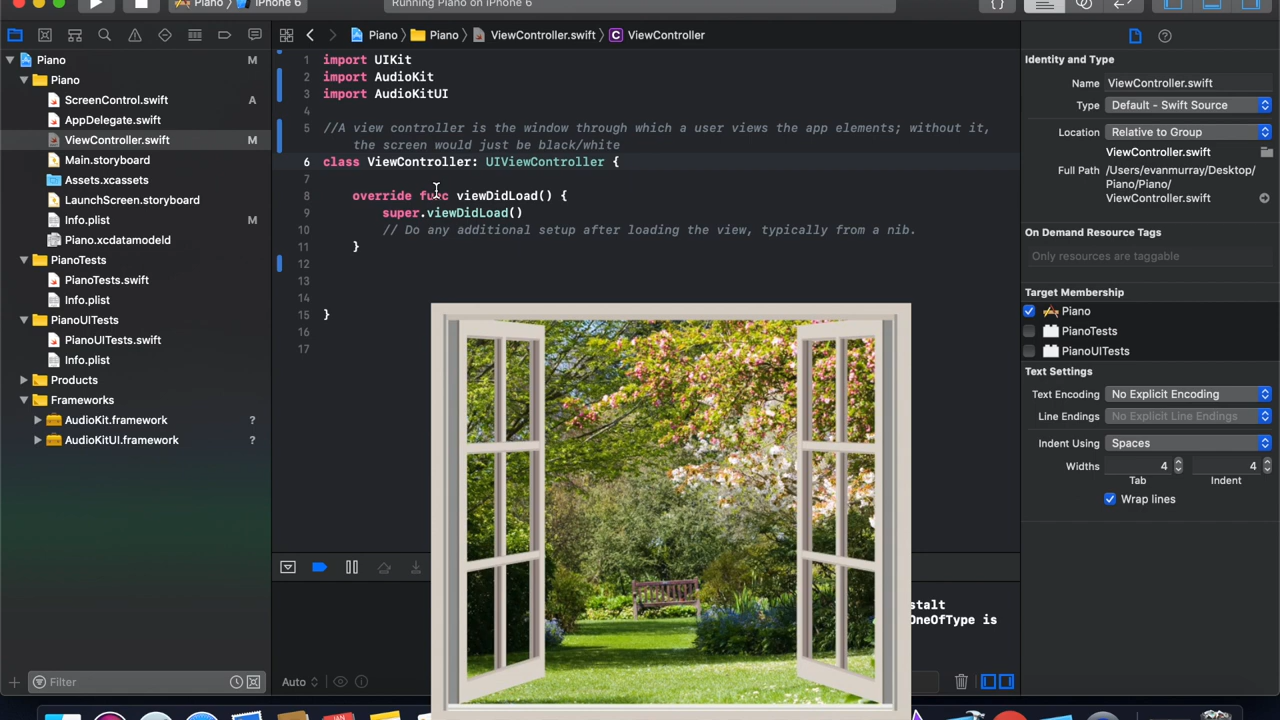 Piano
iPhone 6
Running Piano on iPhone 6
{}
Piano
Piano
ViewController.swift
C
ViewController
Piano
M
Piano
ScreenControl.swift
A
AppDelegate.swift
ViewController.swift
M
Main.storyboard
Assets.xcassets
LaunchScreen.storyboard
Info.plist
M
Piano.xcdatamodeld
PianoTests
PianoTests.swift
Info.plist
PianoUITests
PianoUITests.swift
Info.plist
Products
Frameworks
AudioKit.framework
?
AudioKitUI.framework
?
Filter
1 import UIKit
2 import AudioKit
3 import AudioKitUI
4
5 //A view controller is the window through which a user views the app elements; without it,
the screen would just be black/white
6 class ViewController: UIViewController {
7
8 override func viewDidLoad() {
9 super.viewDidLoad()
10 // Do any additional setup after loading the view, typically from a nib.
11 }
12
13
14
15 }
16
17
stalt
OneOfType is
Auto
Identity and Type
Name ViewController.swift
Type Default - Swift Source
Location Relative to Group
ViewController.swift
Full Path /Users/evanmurray/Desktop/
Piano/Piano/
ViewController.swift
On Demand Resource Tags
Only resources are taggable
Target Membership
Piano
PianoTests
PianoUITests
Text Settings
Text Encoding No Explicit Encoding
Line Endings No Explicit Line Endings
Indent Using Spaces
Widths 4 4
Tab Indent
Wrap lines
JAN